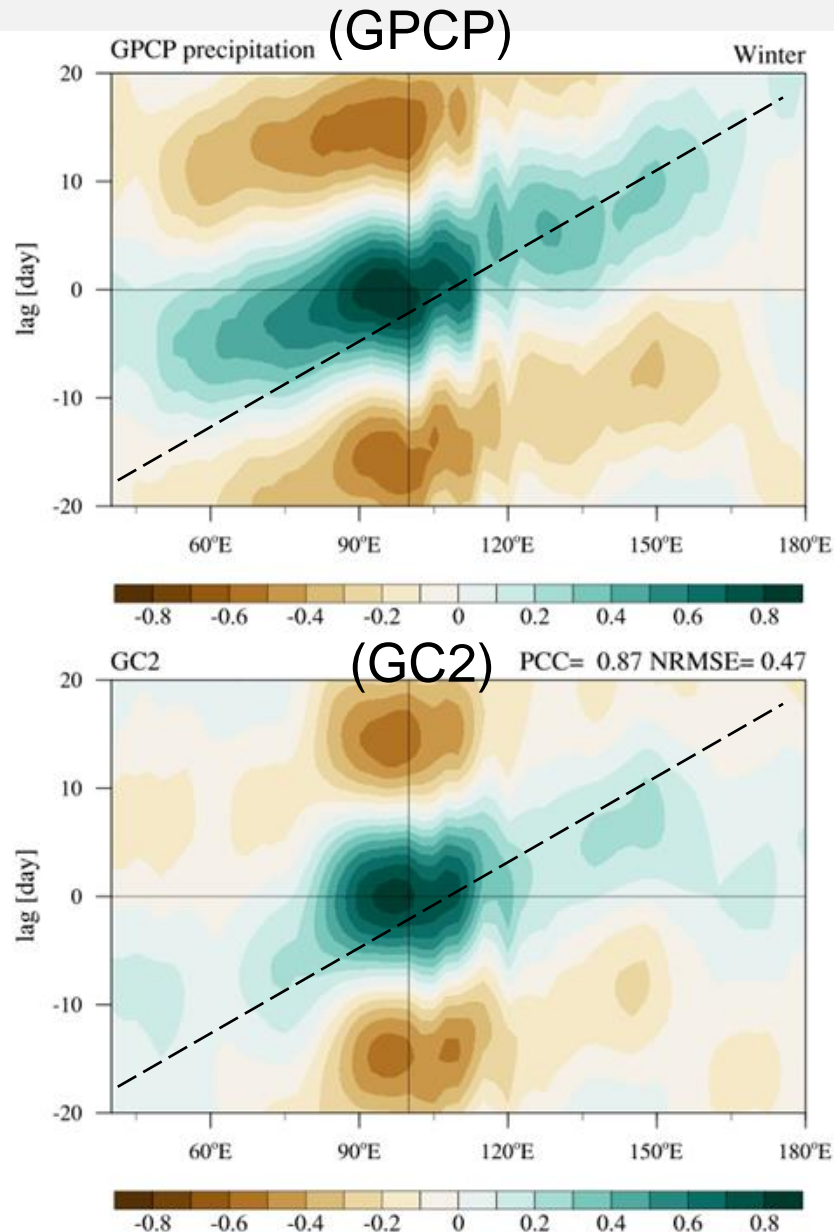 (GPCP)
GPCP precipitation
Winter
20
10
0
-10
-20
lag [day]
60°E 90°E 120°E 150°E 180°E
-0.8 -0.6 -0.4 -0.2 0 0.2 0.4 0.6 0.8
GC2
(GC2)
PCC= 0.87 NRMSE= 0.47
20
10
0
-10
-20
lag [day]
60°E 90°E 120°E 150°E 180°E
-0.8 -0.6 -0.4 -0.2 0 0.2 0.4 0.6 0.8